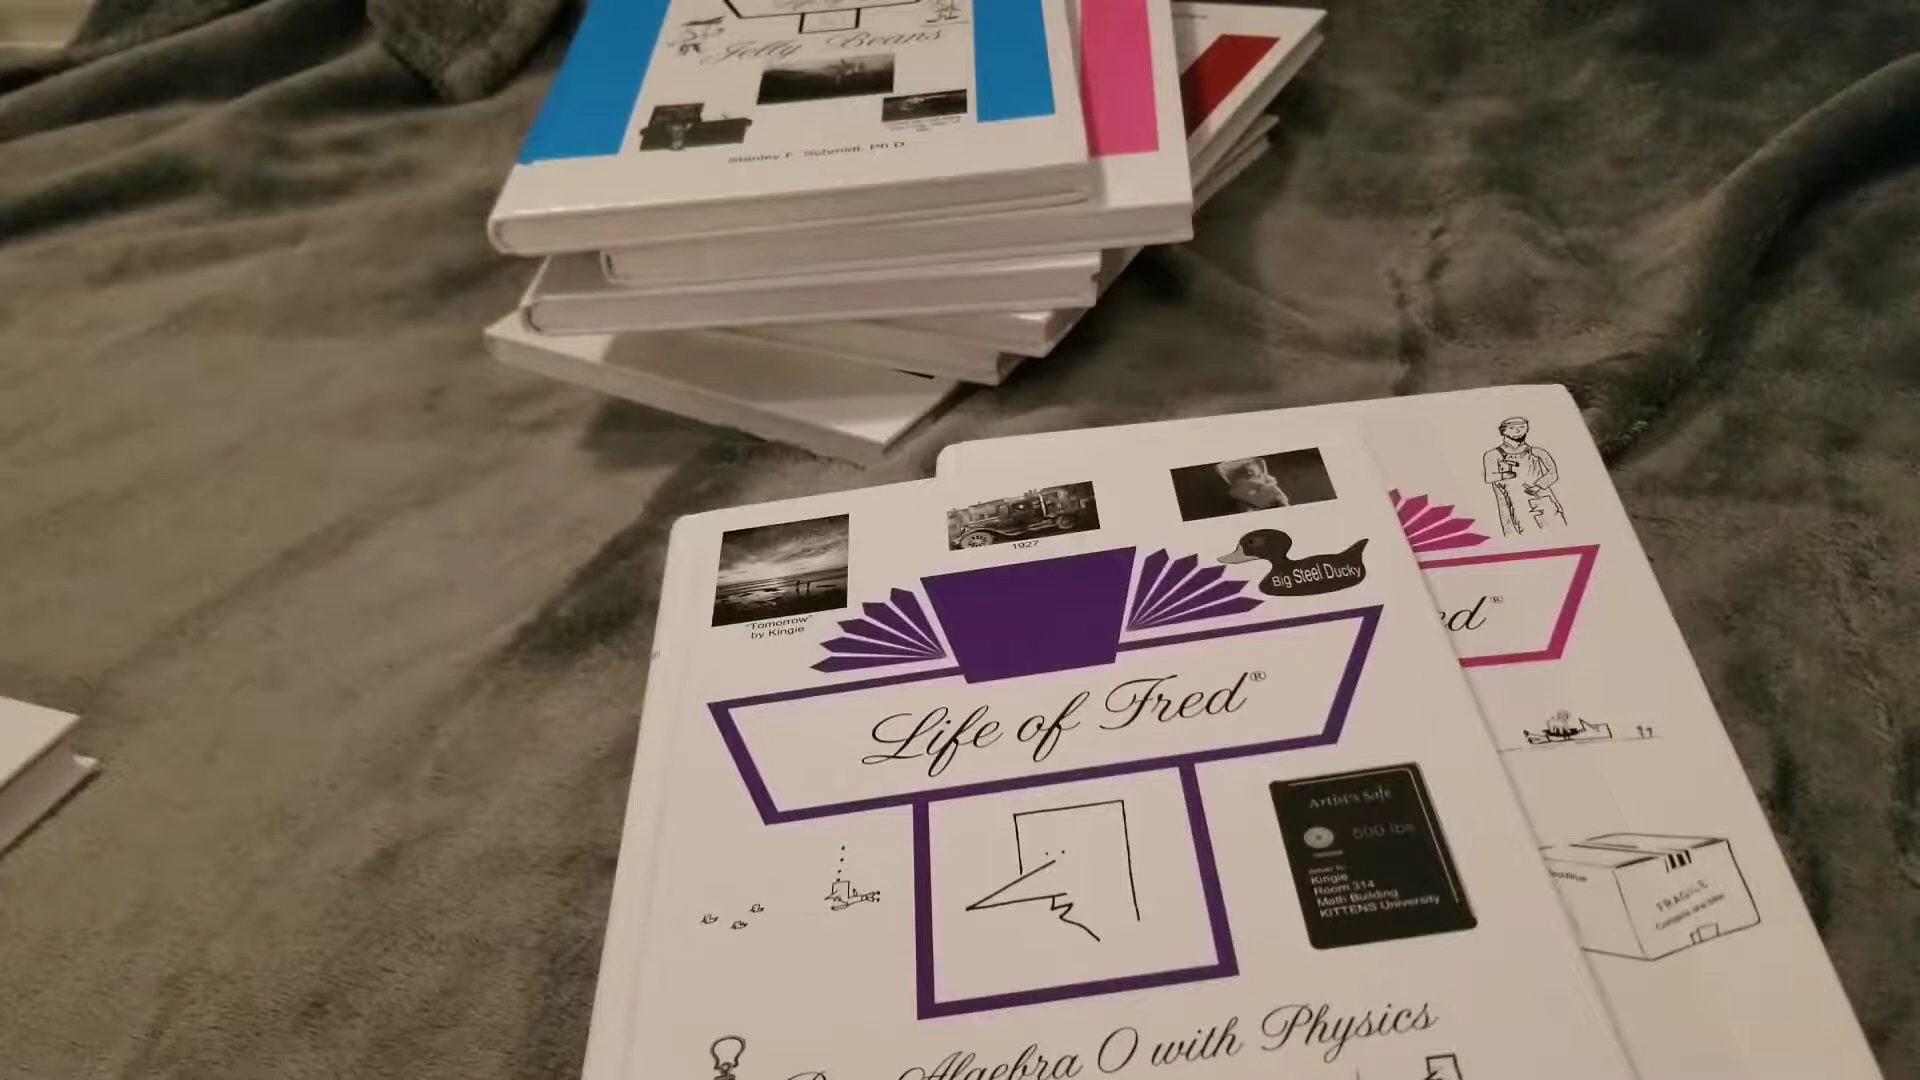 Jelly Beans
Stanley F. Schmidt, Ph.D.
1927
Big Steel Ducky
"Tomorrow"
by Kingie
Life of Fred®
ed®
Artist's Safe
500 lbs
Kingie
Room 314
Math Building
KITTENS University
FRAGILE
Algebra 0 with Physics